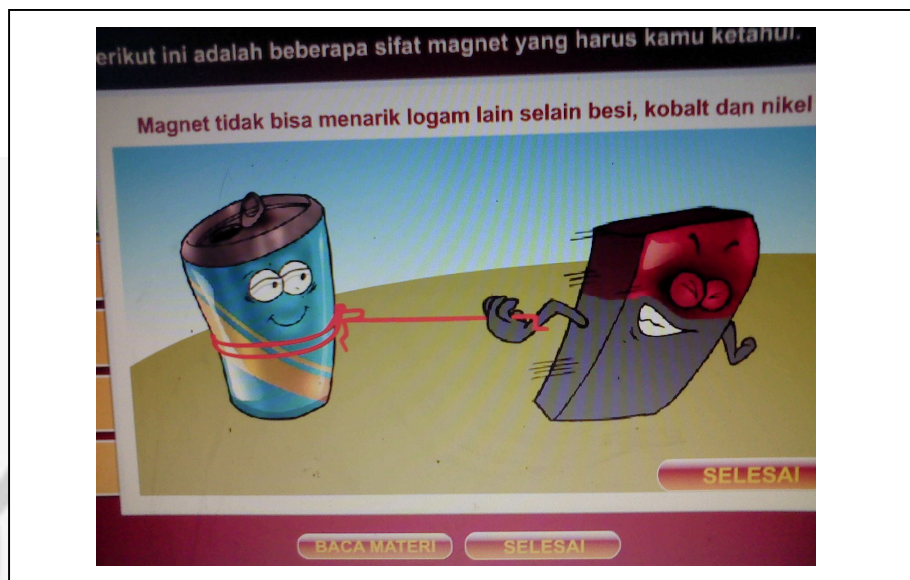 erikut ini adalah beberapa sifat magnet yang harus kamu ketahui.
Magnet tidak bisa menarik logam lain selain besi, kobalt dan nikel
SELESAI
BACA MATERI
SELESAI